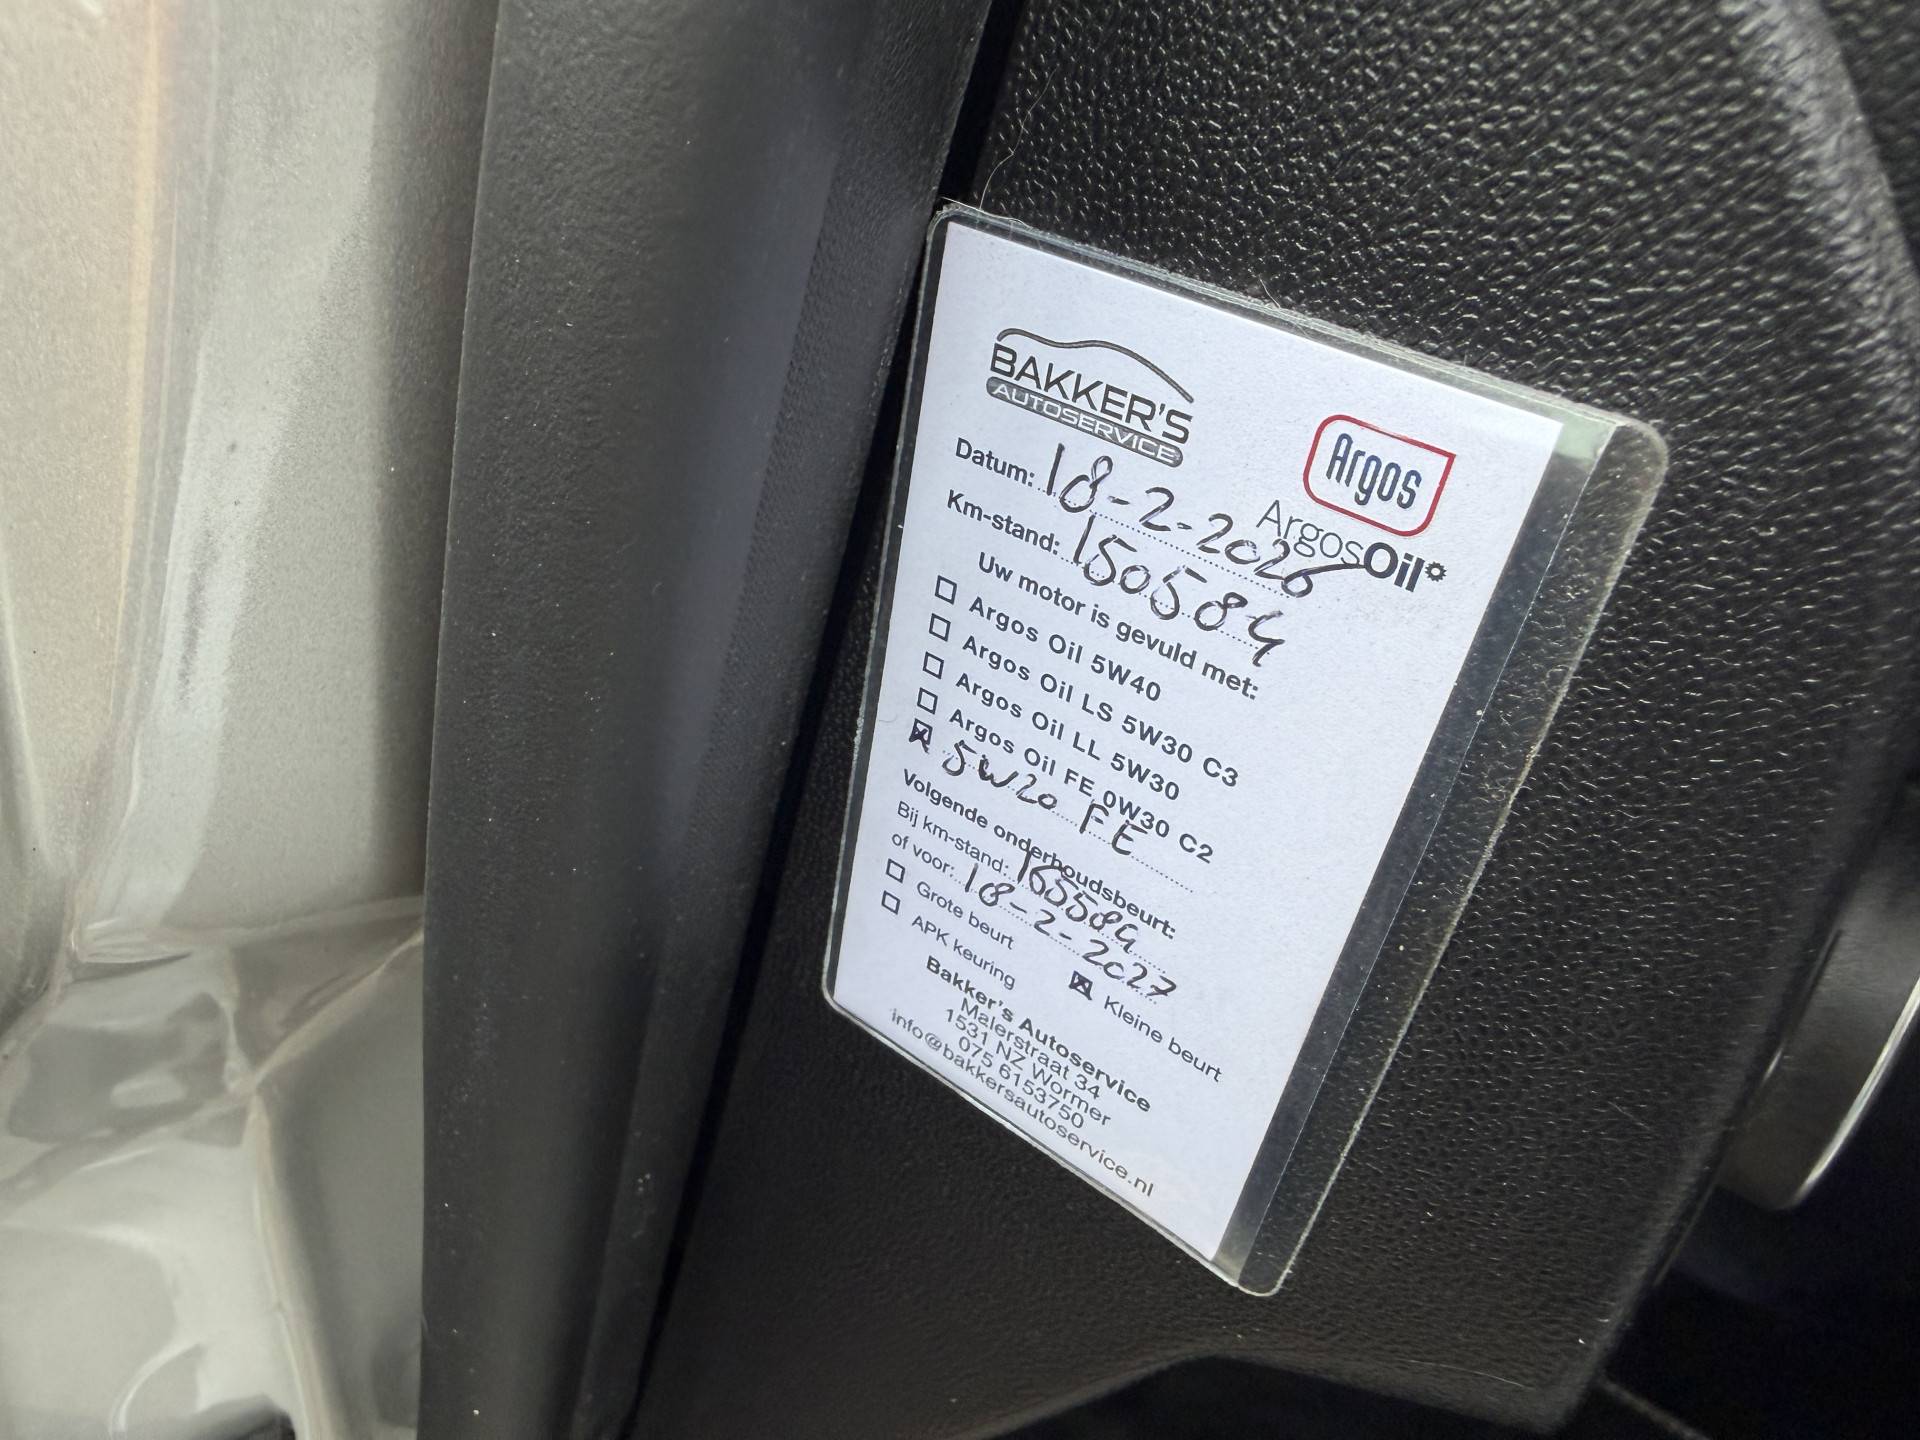 BAKKER'S
AUTOSERVICE
Argos
ArgosOil
Datum: 18-2-2026
Km-stand: 150584
Uw motor is gevuld met:
Argos Oil 5W40
Argos Oil LS 5W30 C3
Argos Oil LL 5W30
Argos Oil FE 0W30 C2
5W20 FE
Volgende onderhoudsbeurt:
Bij km-stand: 165584
of voor: 18-2-2027
Grote beurt
Kleine beurt
APK keuring
Bakker's Autoservice
Malerstraat 34
1531 NZ Wormer
075 6153750
info@bakkersautoservice.nl